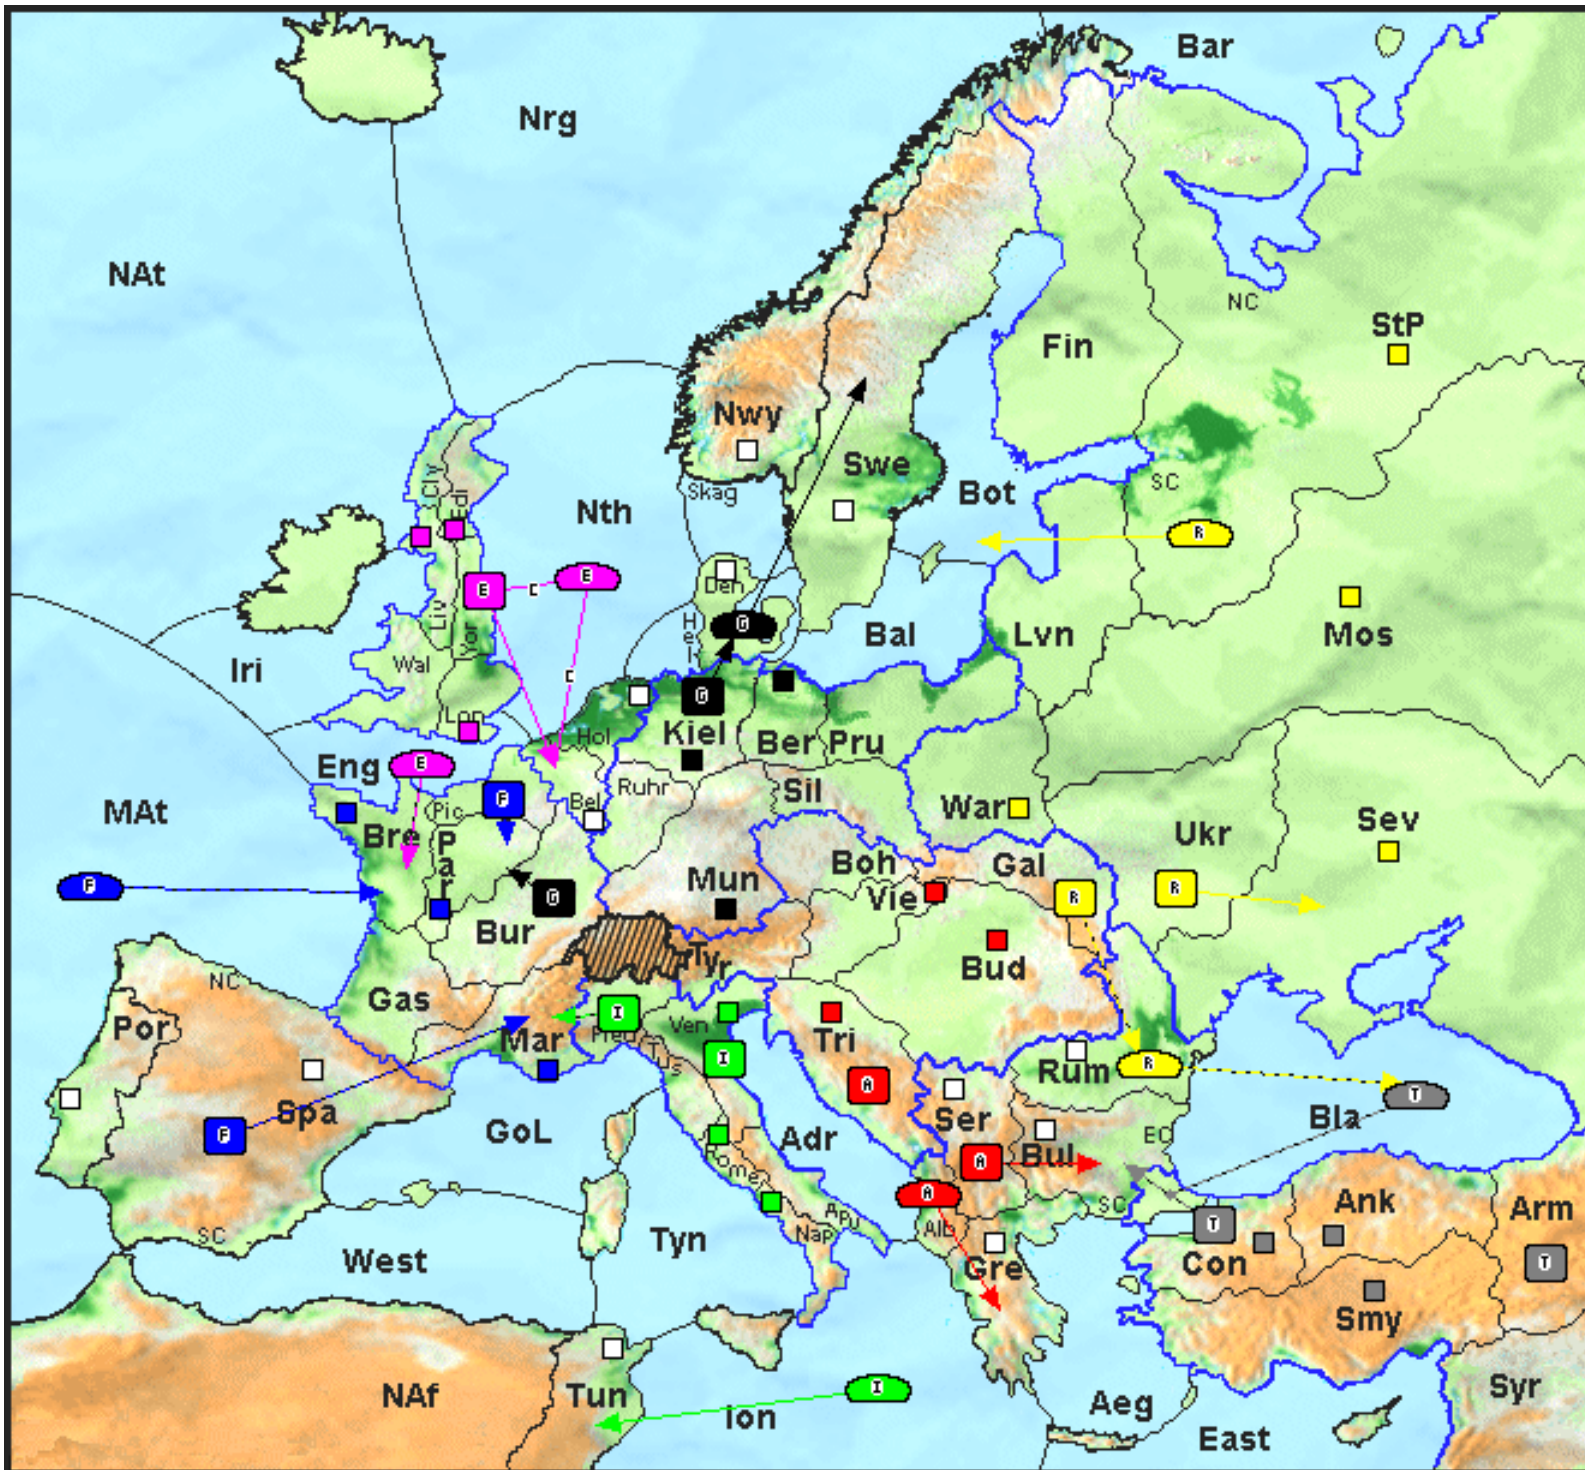 Bar
Nrg
NAt
NC
StP
Fin
Nwy
Swe
Skag
Bot
SC
Cly
Edi
Nth
R
E
C
E
Den
Hel
G
Bal
Lvn
Mos
Liv
Yor
Wal
Iri
C
G
Lon
Hol
Kiel
Ber
Pru
Eng
E
F
Pic
Bel
Ruhr
Sil
War
MAt
Bre
Par
Ukr
Sev
Boh
Gal
F
G
Mun
Vie
R
R
Bur
Tyr
Bud
NC
Gas
Por
I
Pied
Ven
Mar
Tus
Tri
I
Rum
R
A
T
Spa
Ser
Bla
F
GoL
Adr
Bul
EC
Rome
A
A
Ank
Arm
SC
Apu
Nap
Alb
SC
T
West
Tyn
Gre
Con
T
Smy
NAf
Tun
I
Ion
Aeg
Syr
East